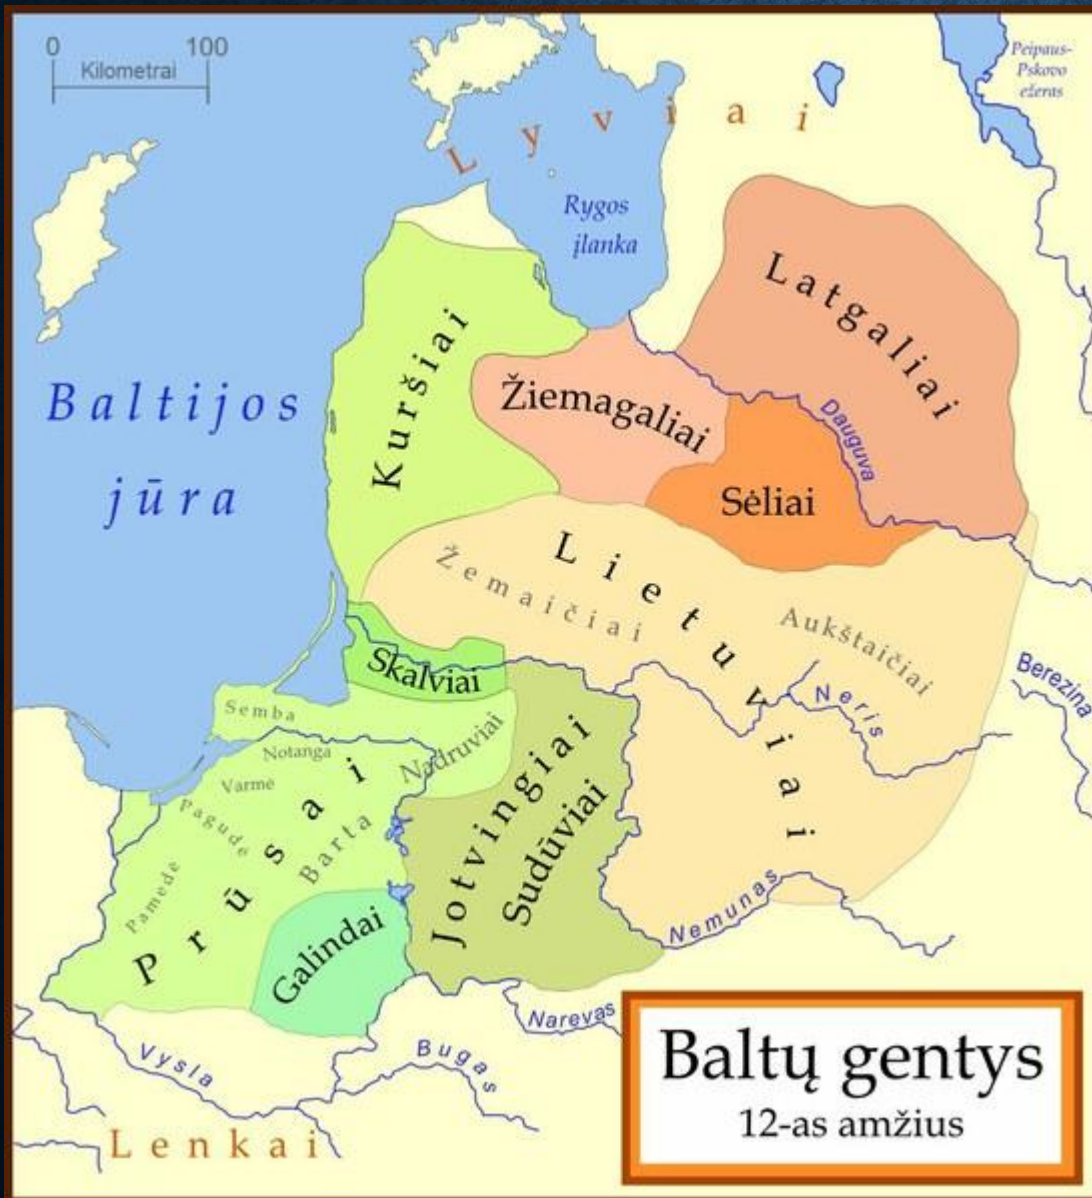 0 100
Kilometrai
Peipaus-
Pskovo
ežeras
Lyviai
Rygos
įlanka
Latgaliai
Kuršiai
Baltijos
jūra
Žiemagaliai
Dauguva
Sėliai
Lietuviai
Žemaičiai
Aukštaičiai
Skalviai
Neris
Berezina
Semba
Notanga
Nadruviai
Varmė
Pagudė
Barta
Pamedė
Prūsai
Jotvingiai
Sudūviai
Galindai
Nemunas
Narevas
Vysla
Bugas
Lenkai
Baltų gentys
12-as amžius